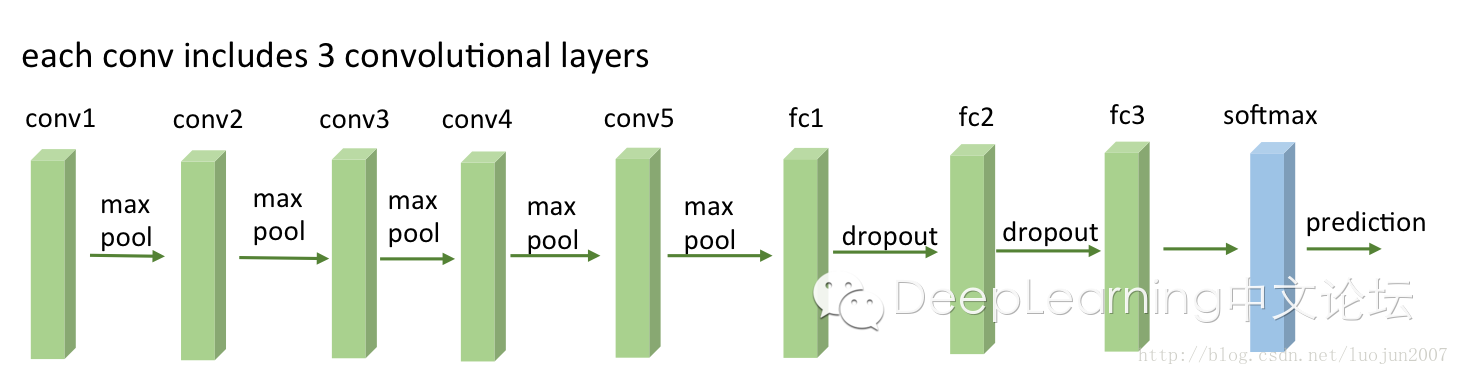 each conv includes 3 convolutional layers
conv1
conv2
conv3
conv4
conv5
fc1
fc2
fc3
softmax
max
pool
max
pool
max
pool
max
pool
max
pool
dropout
dropout
prediction
DeepLearning中文论坛
http://blog.csdn.net/luojun2007